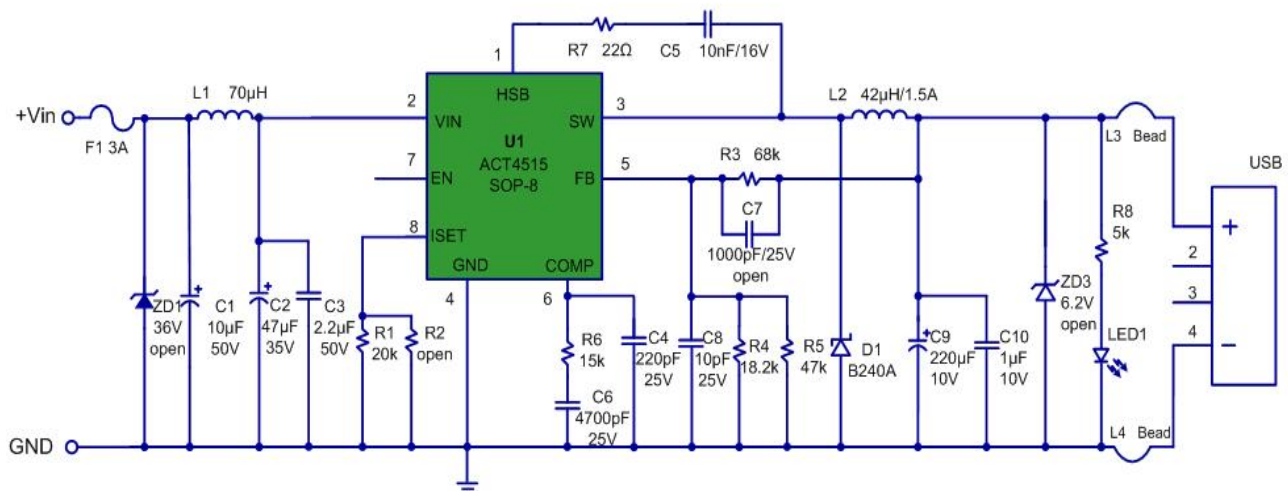 R7 22Ω C5 10nF/16V
1
L1 70μH
+Vin
F1 3A
2
7
8
HSB
VIN
SW
U1
ACT4515
SOP-8
EN
FB
ISET
GND
COMP
3
5
4
6
L2 42μH/1.5A
R3 68k
C7
1000pF/25V
open
L3 Bead
USB
+
2
3
4
−
R8
5k
ZD3
6.2V
open
LED1
ZD1
36V
open
C1
10μF
50V
C2
47μF
35V
C3
2.2μF
50V
R1
20k
R2
open
R6
15k
C6
4700pF
25V
C4
220pF
25V
C8
10pF
25V
R4
18.2k
R5
47k
D1
B240A
C9
220μF
10V
C10
1μF
10V
GND
L4 Bead